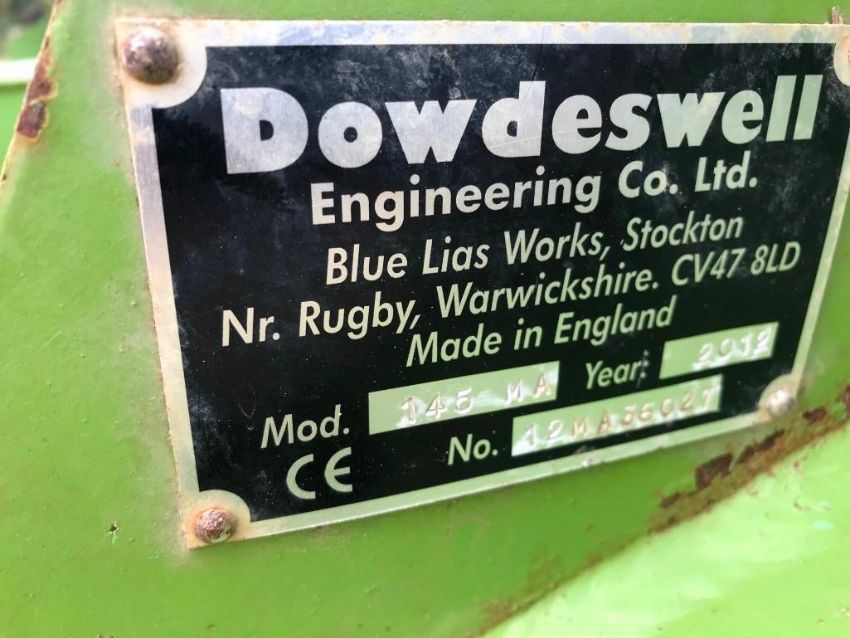 Dowdeswell
Engineering Co. Ltd.
Blue Lias Works, Stockton
Nr. Rugby, Warwickshire. CV47 8LD
Made in England
Mod. 145 MA Year: 2012
CE No. 12MA36027